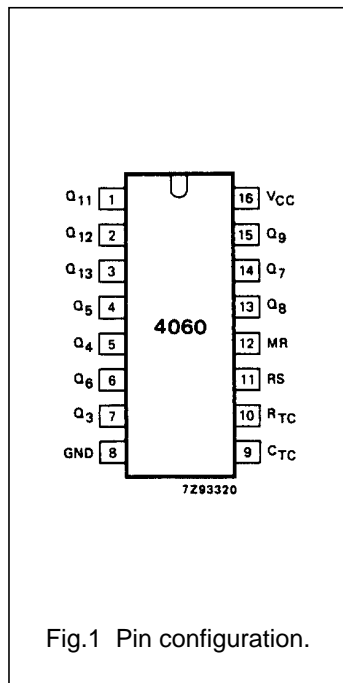 Q11 1 16 VCC
Q12 2 15 Q9
Q13 3 14 Q7
Q5 4 13 Q8
4060
Q4 5 12 MR
Q6 6 11 RS
Q3 7 10 RTC
GND 8 9 CTC
7Z93320
Fig.1 Pin configuration.